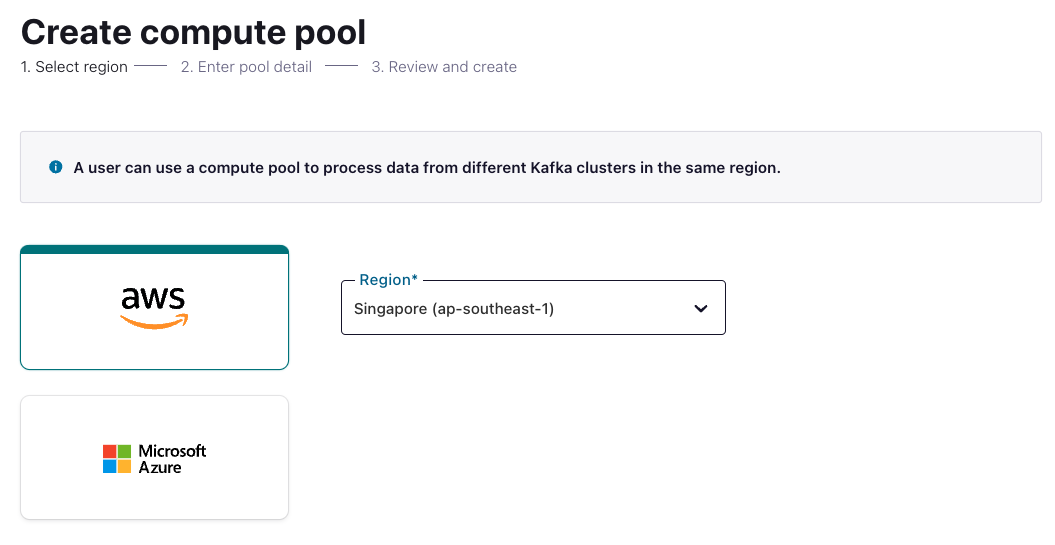 Create compute pool
1. Select region
2. Enter pool detail
3. Review and create
A user can use a compute pool to process data from different Kafka clusters in the same region.
aws
Region*
Singapore (ap-southeast-1)
Microsoft
Azure